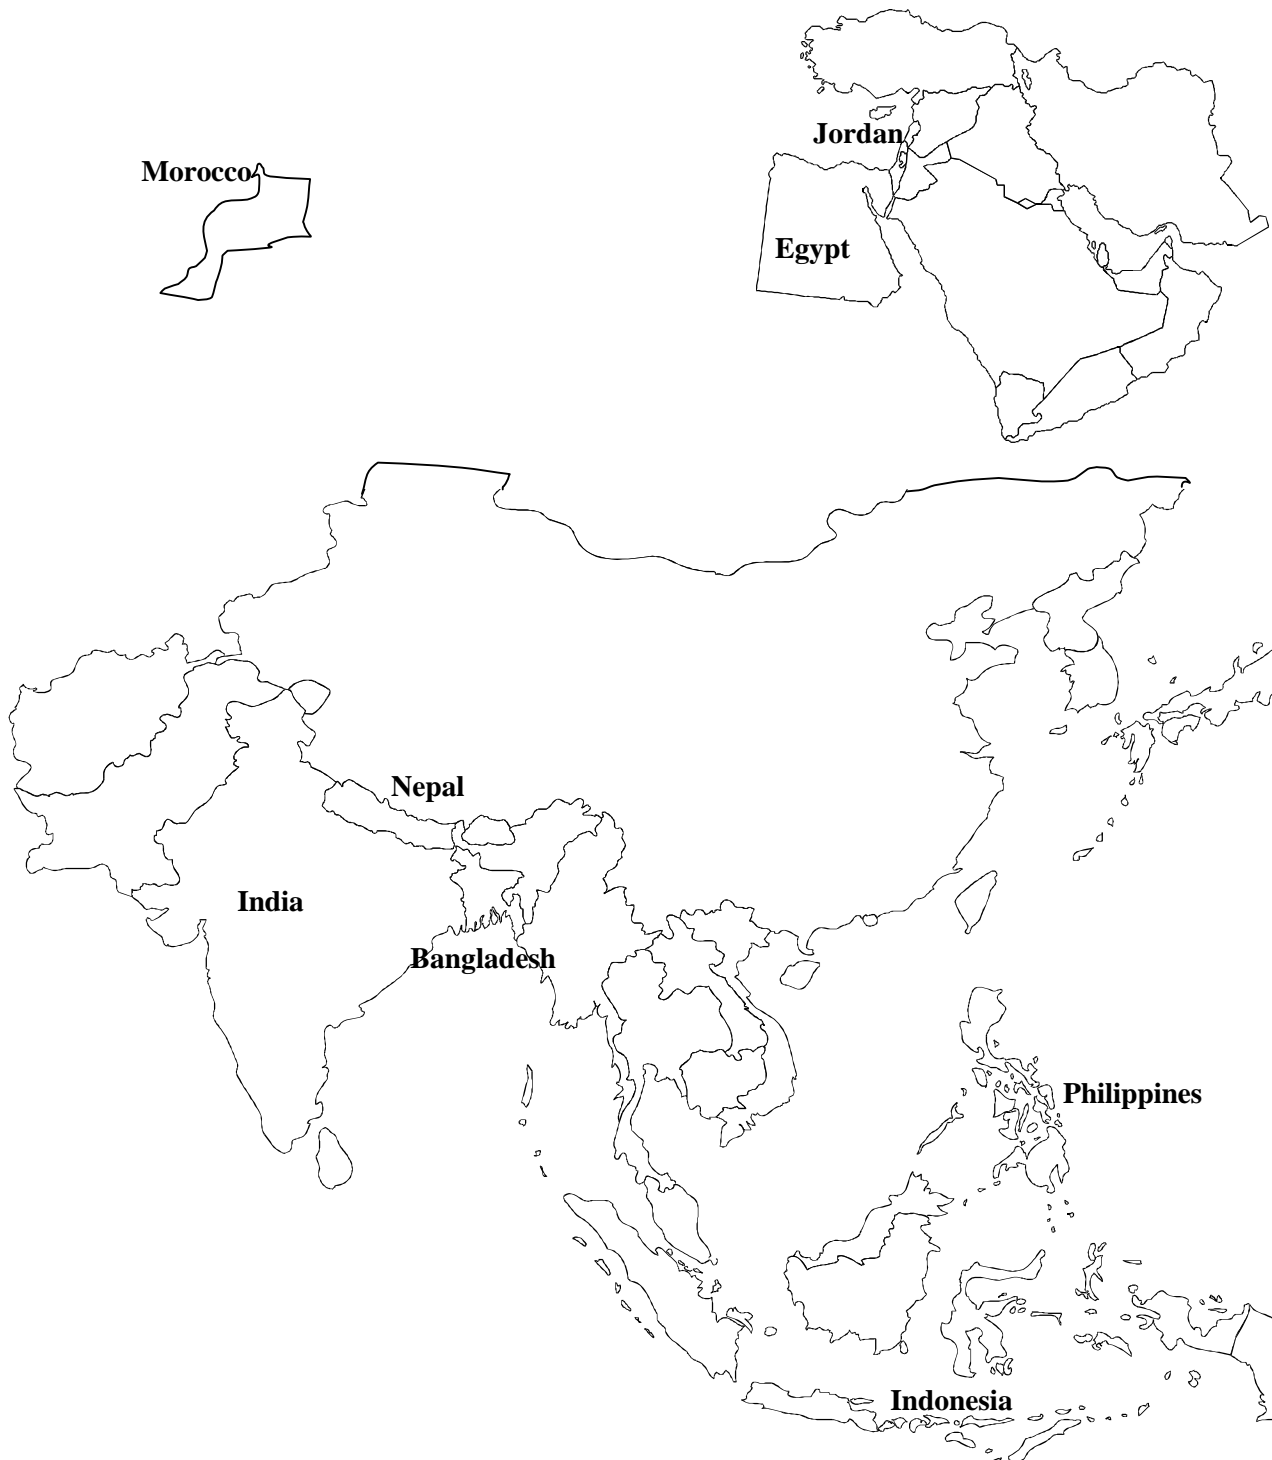 Jordan
Morocco
Egypt
Nepal
India
Bangladesh
Philippines
Indonesia